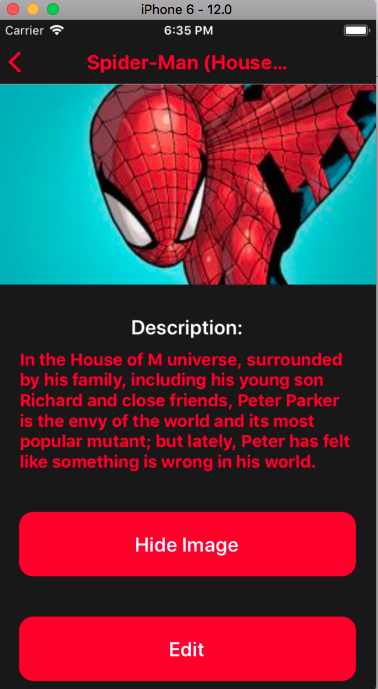 iPhone 6 - 12.0
Carrier 6:35 PM
Spider-Man (House...
Description:
In the House of M universe, surrounded
by his family, including his young son
Richard and close friends, Peter Parker
is the envy of the world and its most
popular mutant; but lately, Peter has felt
like something is wrong in his world.
Hide Image
Edit